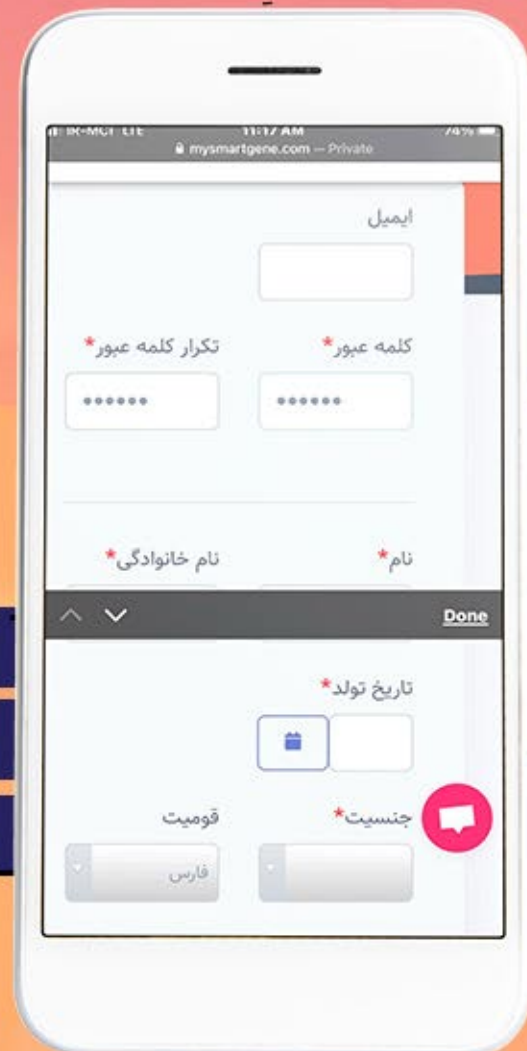 IR-MCI LTE 11:17 AM 74%
mysmartgene.com — Private
ایمیل
کلمه عبور* تکرار کلمه عبور*
•••••• ••••••
نام* نام خانوادگی*
Done
تاریخ تولد*
جنسیت* قومیت
فارس